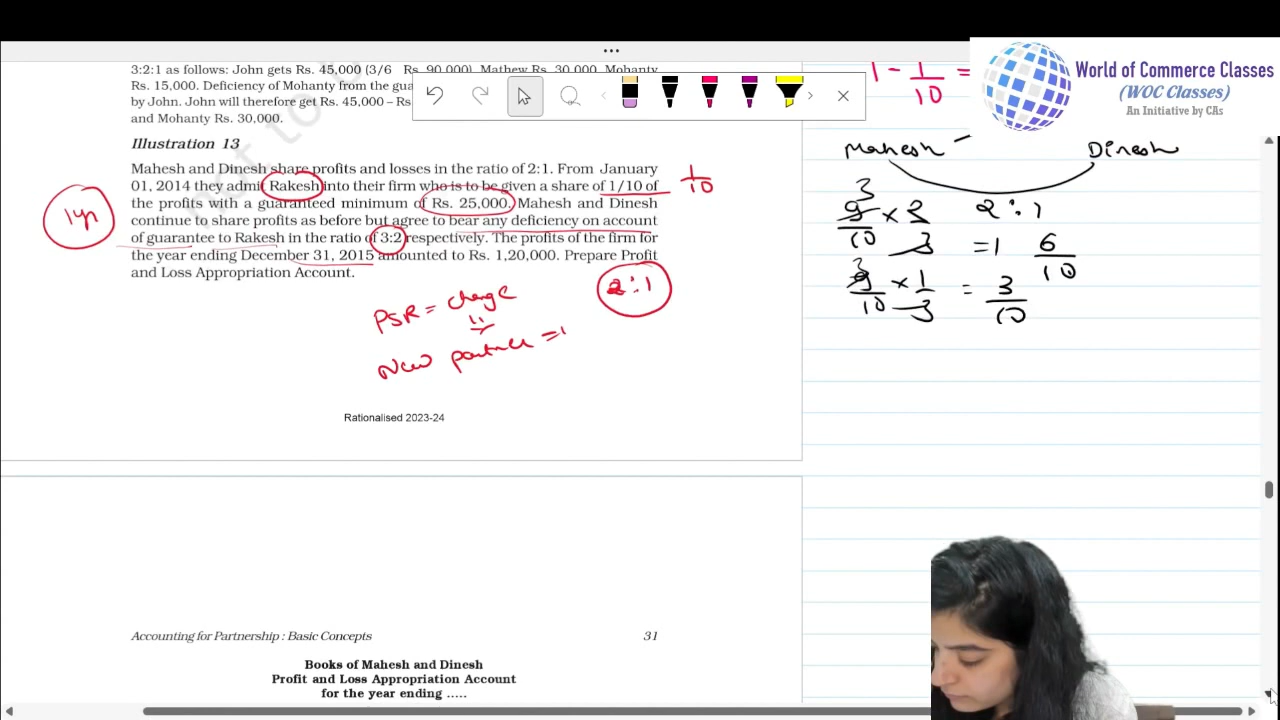 3:2:1 as follows: John gets Rs. 45,000 (3/6 Rs. 90,000), Mathew Rs. 30,000, Mohanty
Rs. 15,000. Deficiency of Mohanty from the gua
by John. John will therefore get Rs. 45,000 – Rs
and Mohanty Rs. 30,000.
Illustration 13
Mahesh and Dinesh share profits and losses in the ratio of 2:1. From January
01, 2014 they admit Rakesh into their firm who is to be given a share of 1/10 of
the profits with a guaranteed minimum of Rs. 25,000. Mahesh and Dinesh
continue to share profits as before but agree to bear any deficiency on account
of guarantee to Rakesh in the ratio of 3:2 respectively. The profits of the firm for
the year ending December 31, 2015 amounted to Rs. 1,20,000. Prepare Profit
and Loss Appropriation Account.
1/10
1yr
2:1
PSR = change
New partner =
Rationalised 2023-24
Accounting for Partnership : Basic Concepts 31
Books of Mahesh and Dinesh
Profit and Loss Appropriation Account
for the year ending .....
1 - 1/10 =
World of Commerce Classes
(WOC Classes)
An Initiative by CAs
Mahesh - Dinesh
3
9/10 × 2/3 2:1
=1 6/10
3
9/10 × 1/3 = 3/10
not to